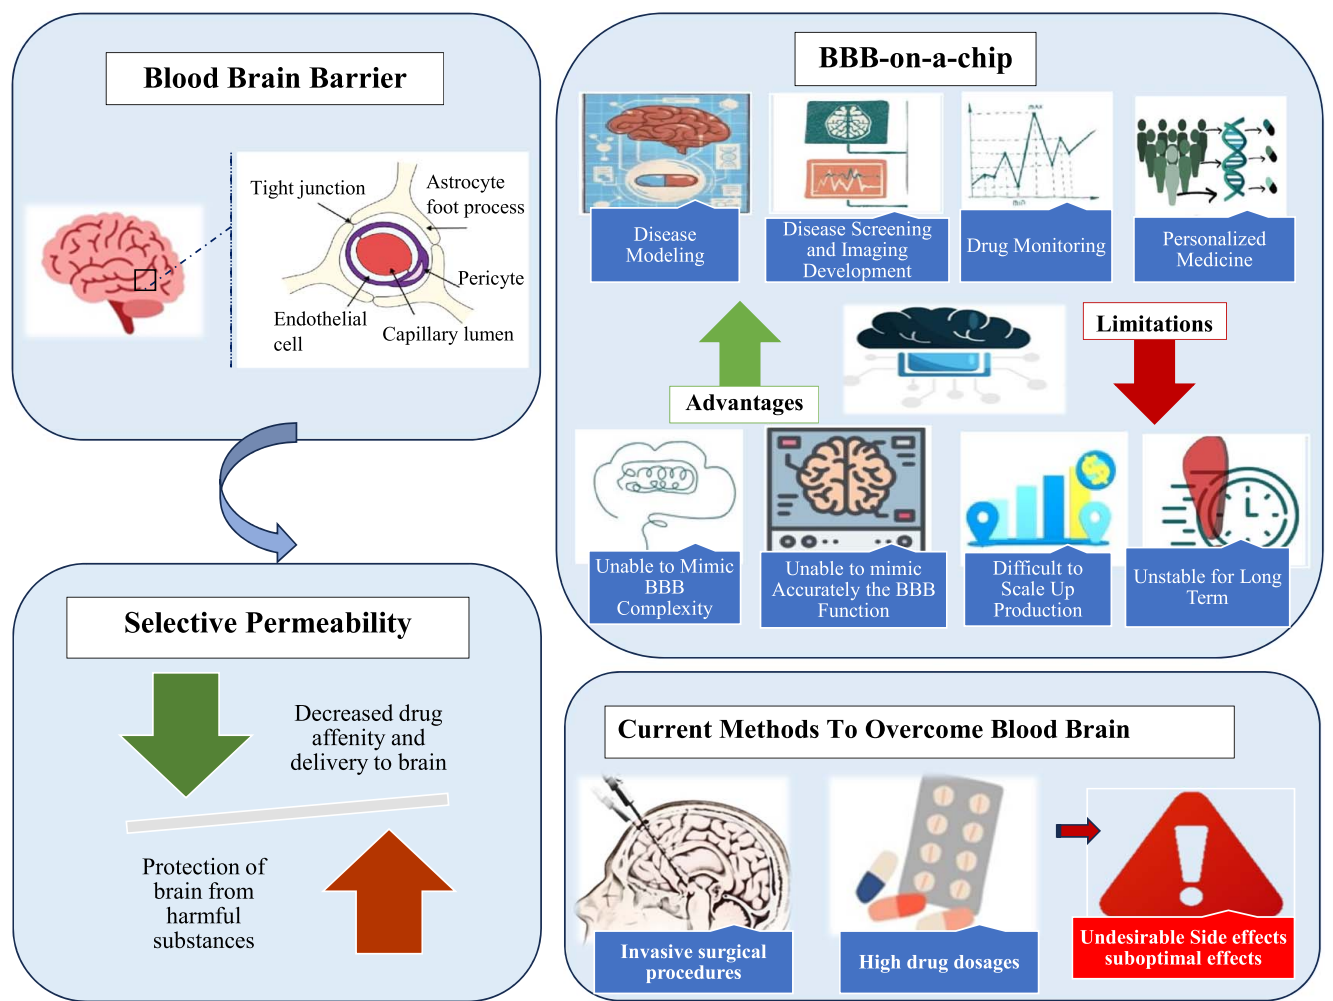 Blood Brain Barrier
Tight junction
Astrocyte
foot process
Pericyte
Endothelial
cell
Capillary lumen
Selective Permeability
Decreased drug
affenity and
delivery to brain
Protection of
brain from
harmful
substances
BBB-on-a-chip
max
min
Disease
Modeling
Disease Screening
and Imaging
Development
Drug Monitoring
Personalized
Medicine
Advantages
Limitations
Unable to Mimic
BBB
Complexity
Unable to mimic
Accurately the BBB
Function
Difficult to
Scale Up
Production
Unstable for Long
Term
Current Methods To Overcome Blood Brain
Invasive surgical
procedures
High drug dosages
Undesirable Side effects
suboptimal effects